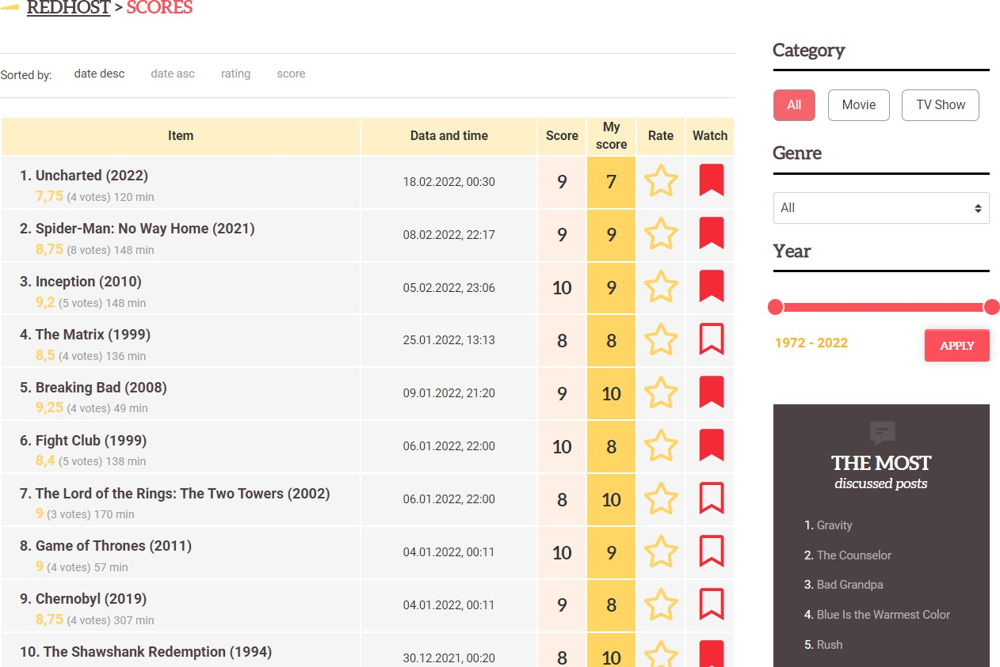 REDHOST > SCORES
Sorted by: date desc date asc rating score
Item Data and time Score My score Rate Watch
1. Uncharted (2022)
7,75 (4 votes) 120 min
18.02.2022, 00:30 9 7
2. Spider-Man: No Way Home (2021)
8,75 (8 votes) 148 min
08.02.2022, 22:17 9 9
3. Inception (2010)
9,2 (5 votes) 148 min
05.02.2022, 23:06 10 9
4. The Matrix (1999)
8,5 (4 votes) 136 min
25.01.2022, 13:13 8 8
5. Breaking Bad (2008)
9,25 (4 votes) 49 min
09.01.2022, 21:20 9 10
6. Fight Club (1999)
8,4 (5 votes) 138 min
06.01.2022, 22:00 10 8
7. The Lord of the Rings: The Two Towers (2002)
9 (3 votes) 170 min
06.01.2022, 22:00 8 10
8. Game of Thrones (2011)
9 (4 votes) 57 min
04.01.2022, 00:11 10 9
9. Chernobyl (2019)
8,75 (4 votes) 307 min
04.01.2022, 00:11 9 8
10. The Shawshank Redemption (1994)
30.12.2021, 00:20 8 10
Category
All Movie TV Show
Genre
All
Year
1972 - 2022
APPLY
THE MOST
discussed posts
1. Gravity
2. The Counselor
3. Bad Grandpa
4. Blue Is the Warmest Color
5. Rush